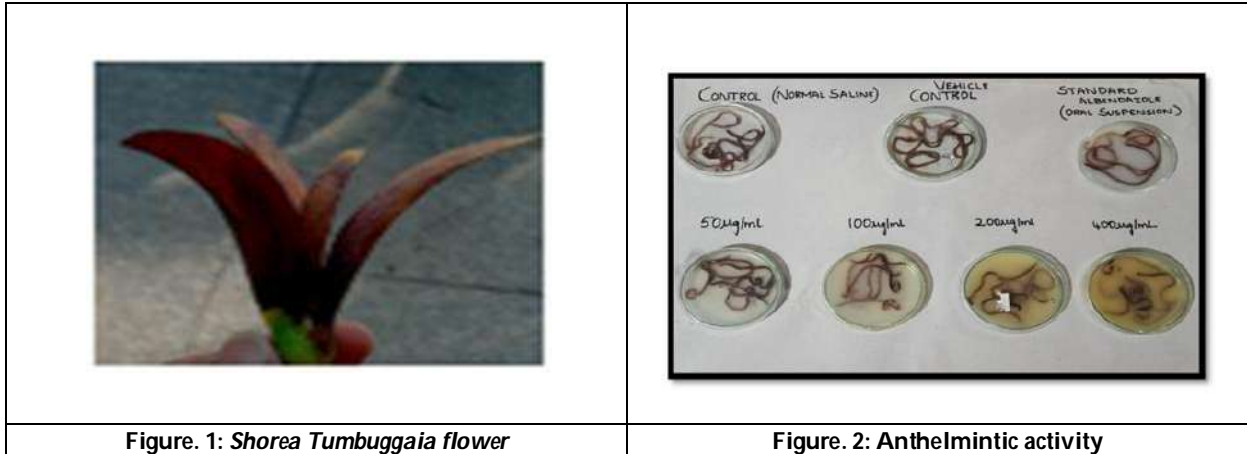 CONTROL (NORMAL SALINE)
VEHICLE
CONTROL
STANDARD
ALBENDAZOLE
(ORAL SUSPENSION)
50µg/mL
100µg/mL
200µg/ml
400µg/mL
Figure. 1: Shorea Tumbuggaia flower
Figure. 2: Anthelmintic activity